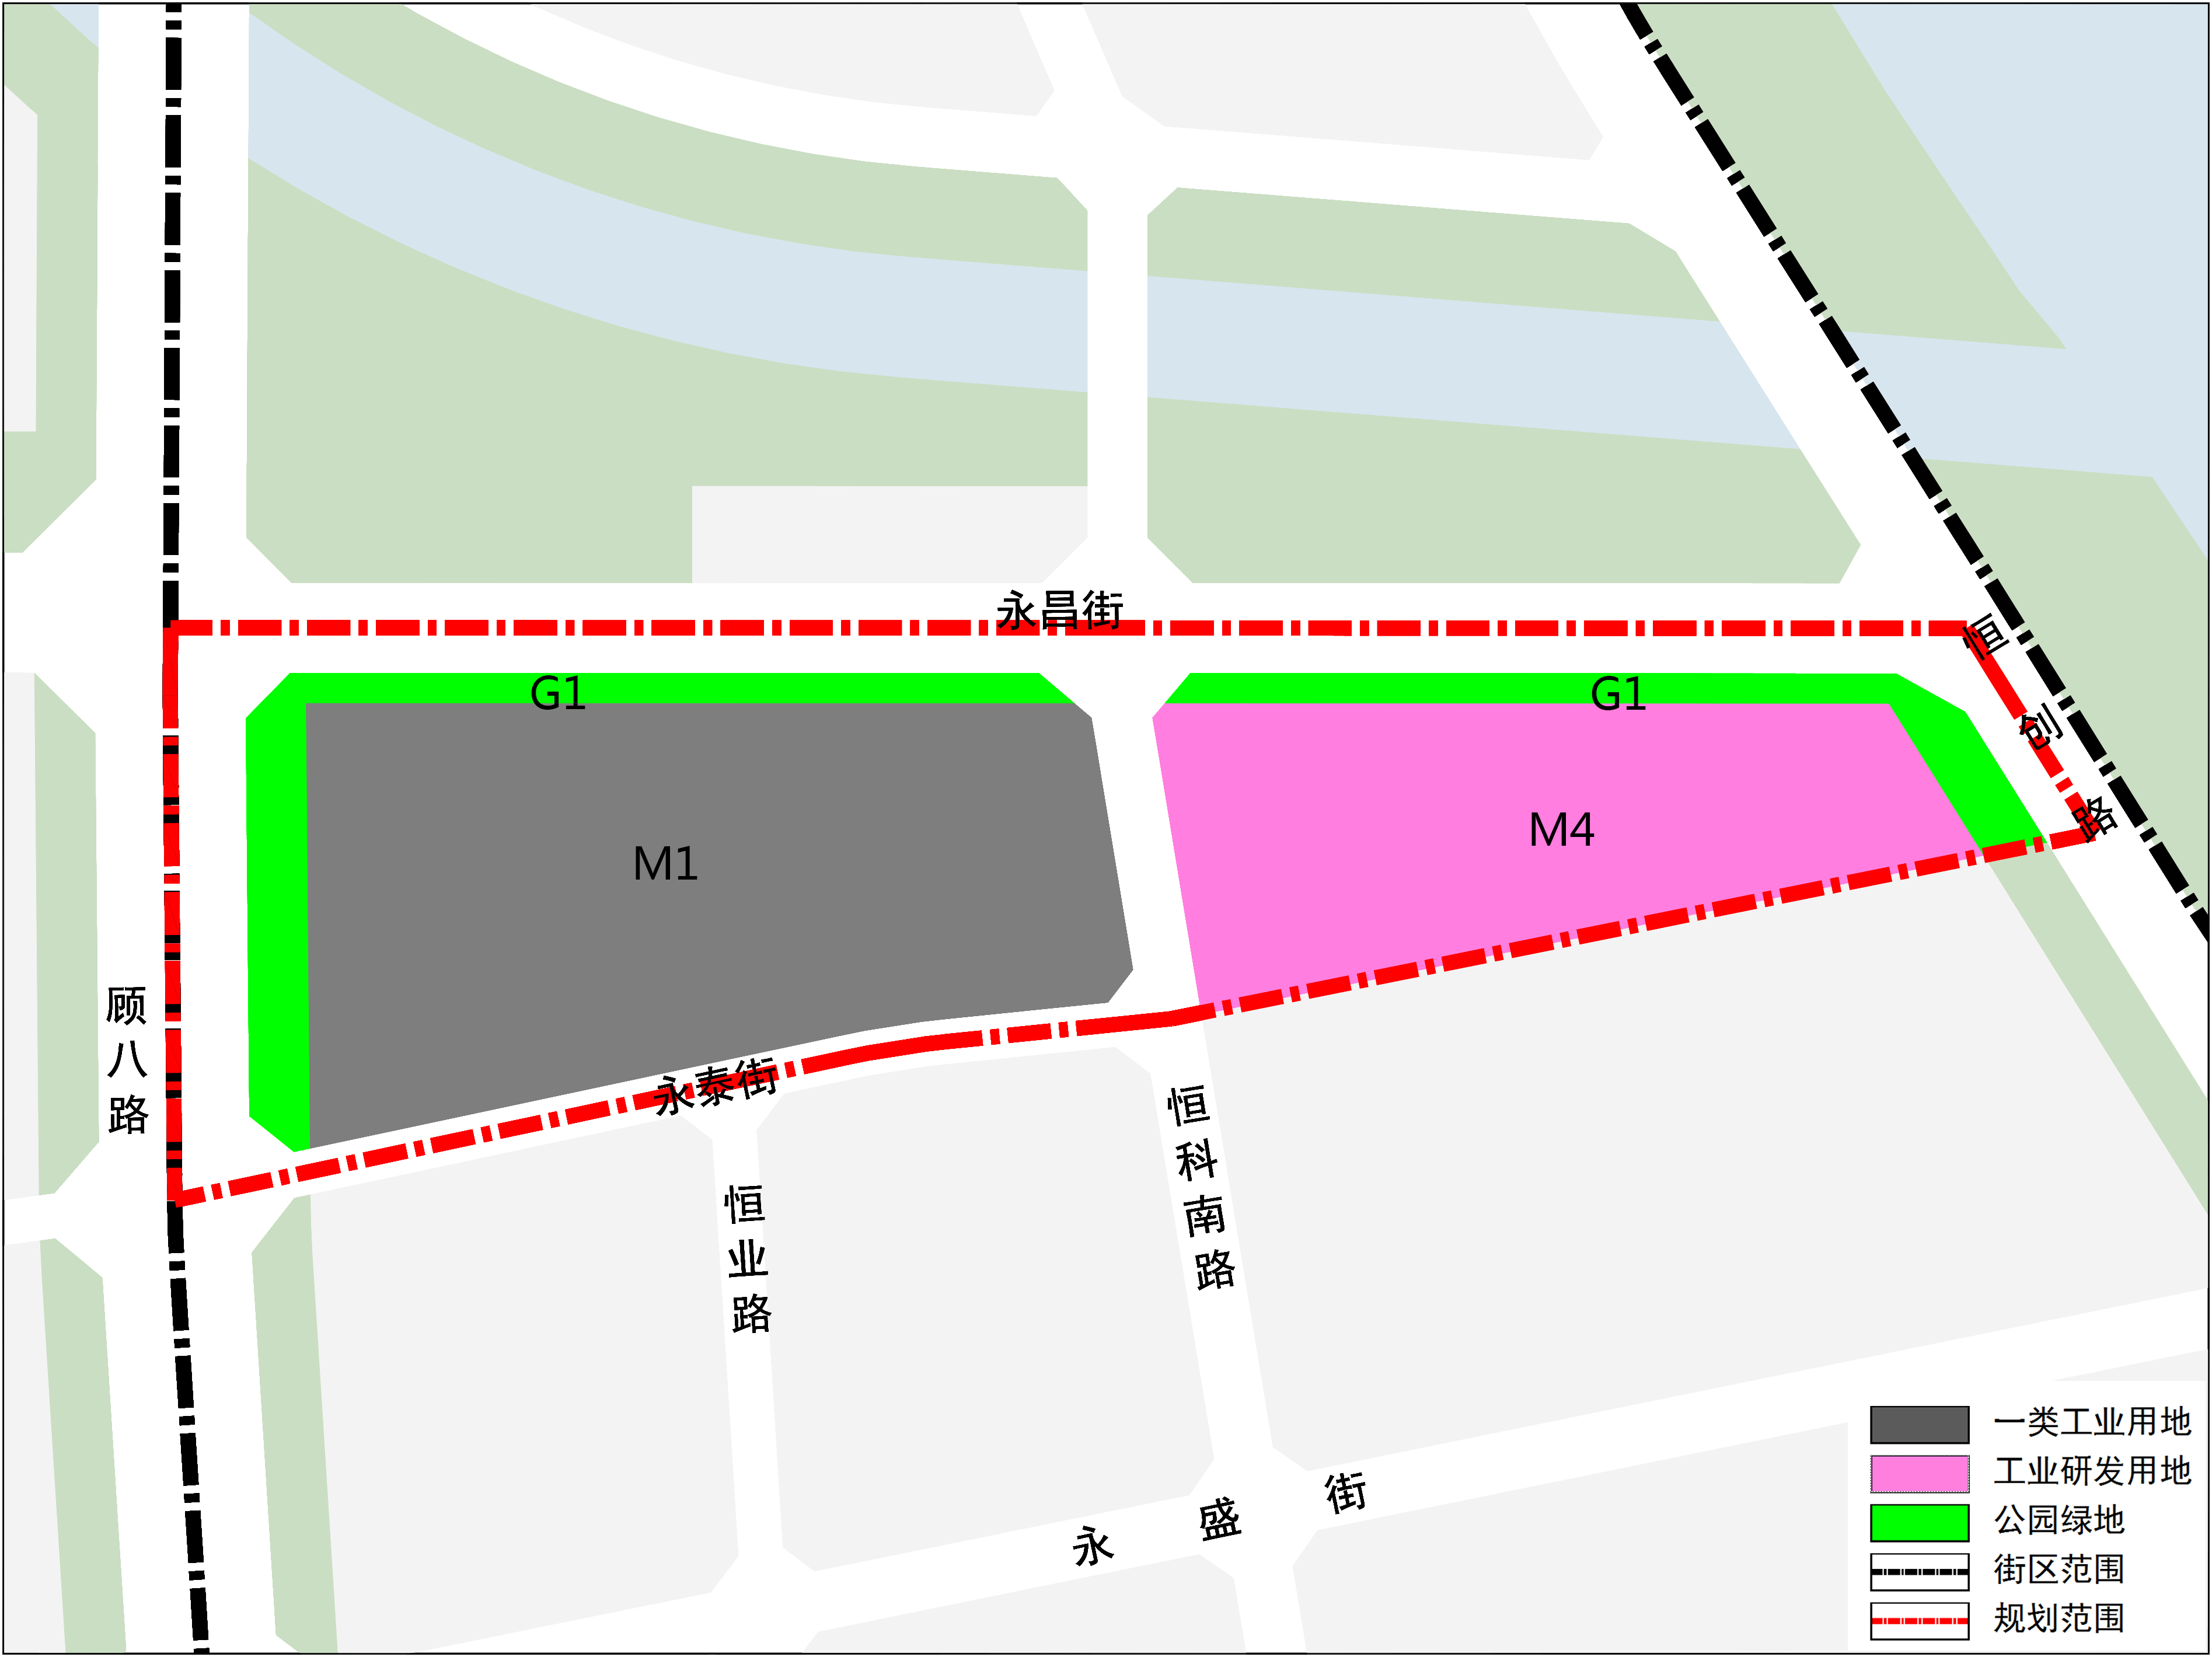 永昌街
恒创路
G1
G1
M1
M4
顾八路
永泰街
恒业路
恒科南路
永盛街
一类工业用地
工业研发用地
公园绿地
街区范围
规划范围